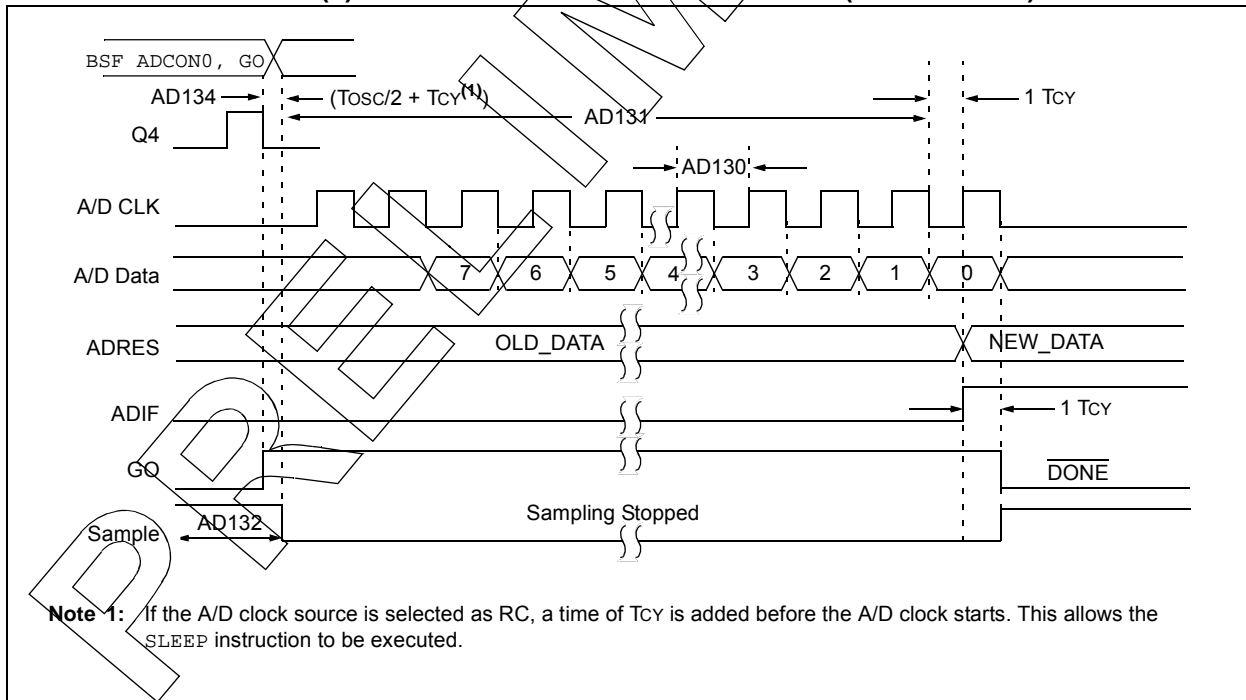 BSF ADCON0, GO
AD134
(TOSC/2 + TCY(1))
1 TCY
AD131
Q4
AD130
A/D CLK
A/D Data
7
6
5
4
3
2
1
0
ADRES
OLD_DATA
NEW_DATA
ADIF
1 TCY
GO
DONE
Sample
AD132
Sampling Stopped
Note 1: If the A/D clock source is selected as RC, a time of TCY is added before the A/D clock starts. This allows the
SLEEP instruction to be executed.